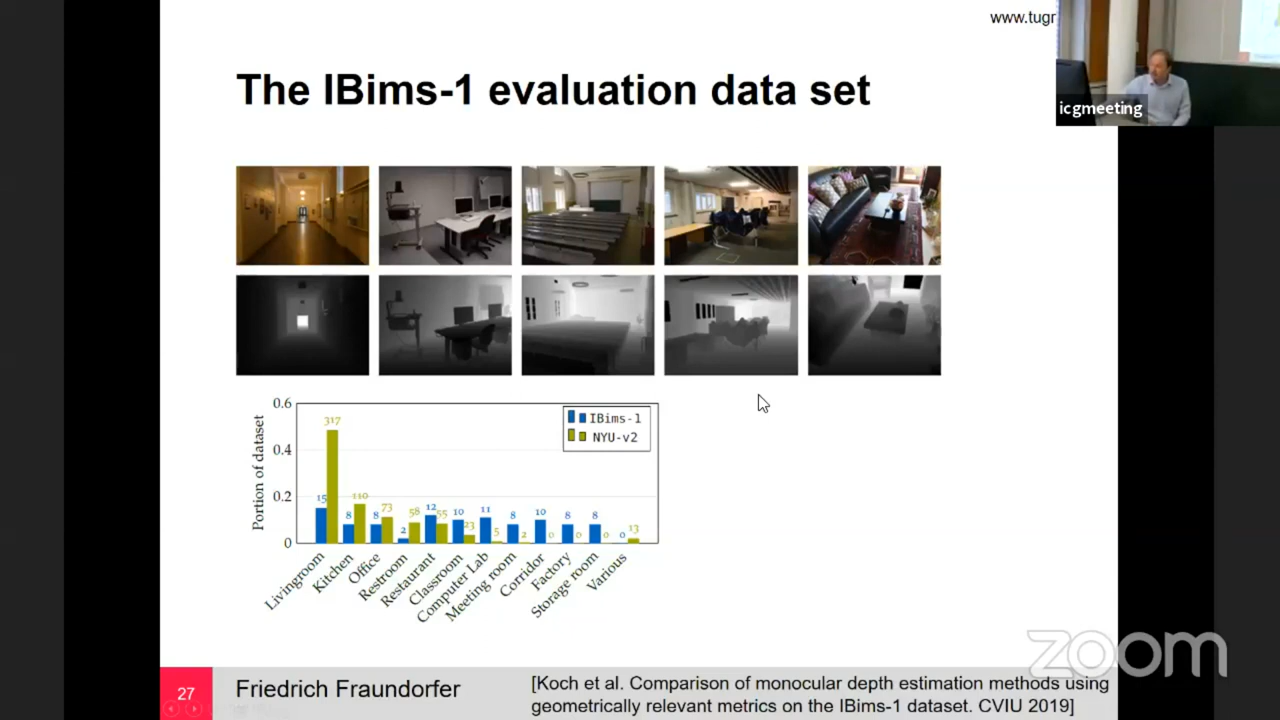 www.tugr
The IBims-1 evaluation data set
icgmeeting
0.6
0.4
0.2
0
Portion of dataset
IBims-1
NYU-v2
15 317
8 110
8 73
2 58
12 55
10 23
11 5
8 2
10 0
8 0
8 0
0 13
Livingroom
Kitchen
Office
Restroom
Restaurant
Classroom
Computer Lab
Meeting room
Corridor
Factory
Storage room
Various
zoom
27
Friedrich Fraundorfer
[Koch et al. Comparison of monocular depth estimation methods using
geometrically relevant metrics on the IBims-1 dataset. CVIU 2019]